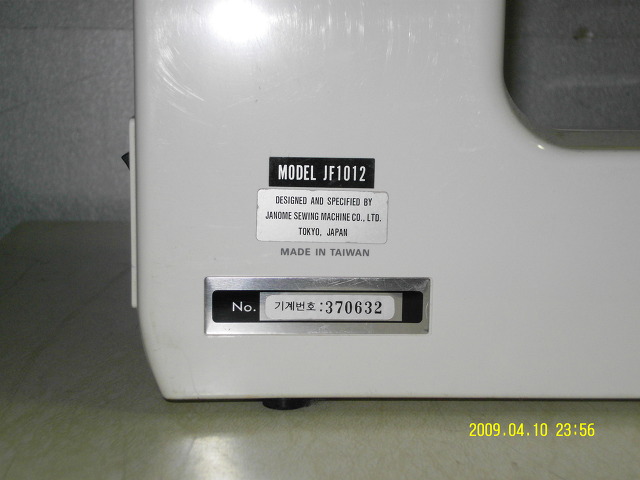 MODEL JF1012
DESIGNED AND SPECIFIED BY
JANOME SEWING MACHINE CO., LTD.
TOKYO, JAPAN
MADE IN TAIWAN
No. 기계번호:370632
2009.04.10 23:56